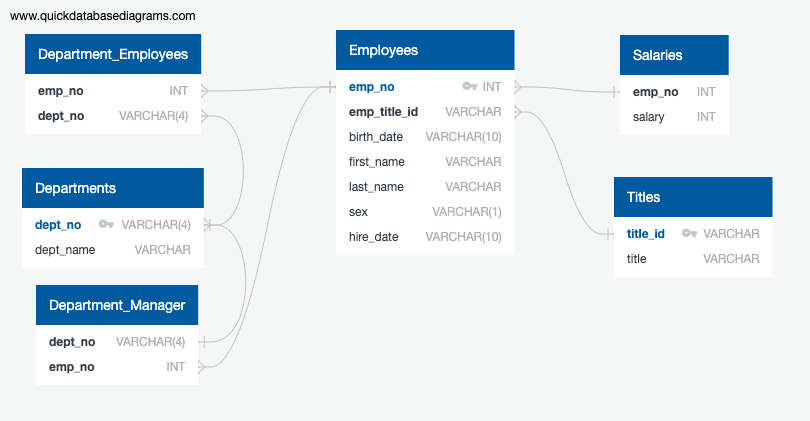 www.quickdatabasediagrams.com
Department_Employees
emp_no INT
dept_no VARCHAR(4)
Departments
dept_no VARCHAR(4)
dept_name VARCHAR
Department_Manager
dept_no VARCHAR(4)
emp_no INT
Employees
emp_no INT
emp_title_id VARCHAR
birth_date VARCHAR(10)
first_name VARCHAR
last_name VARCHAR
sex VARCHAR(1)
hire_date VARCHAR(10)
Salaries
emp_no INT
salary INT
Titles
title_id VARCHAR
title VARCHAR